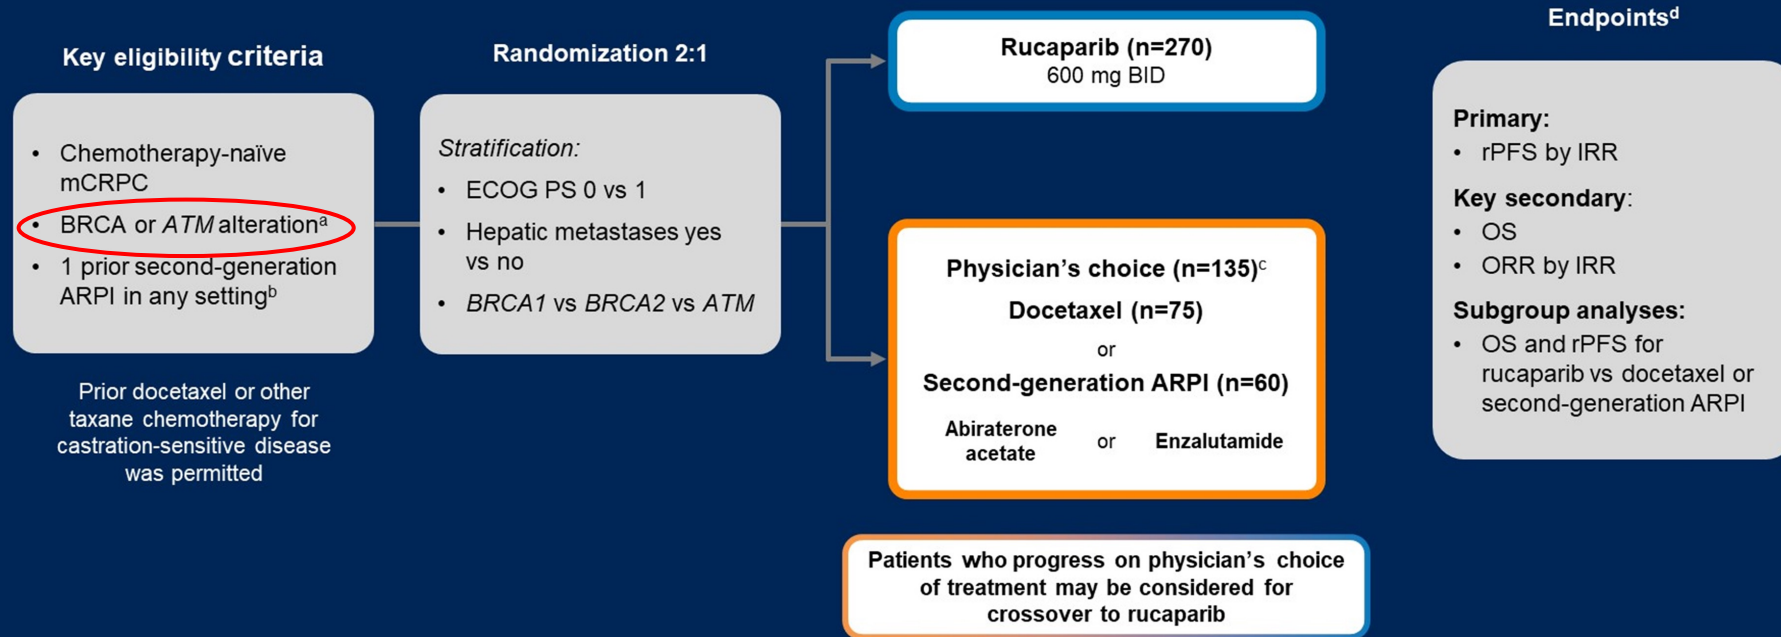 Key eligibility criteria
• Chemotherapy-naïve
mCRPC
• BRCA or ATM alterationᵃ
• 1 prior second-generation
ARPI in any settingᵇ
Prior docetaxel or other
taxane chemotherapy for
castration-sensitive disease
was permitted
Randomization 2:1
Stratification:
• ECOG PS 0 vs 1
• Hepatic metastases yes
vs no
• BRCA1 vs BRCA2 vs ATM
Rucaparib (n=270)
600 mg BID
Physician’s choice (n=135)ᶜ
Docetaxel (n=75)
or
Second-generation ARPI (n=60)
Abiraterone
acetate
or
Enzalutamide
Patients who progress on physician’s choice
of treatment may be considered for
crossover to rucaparib
Endpointsᵈ
Primary:
• rPFS by IRR
Key secondary:
• OS
• ORR by IRR
Subgroup analyses:
• OS and rPFS for
rucaparib vs docetaxel or
second-generation ARPI